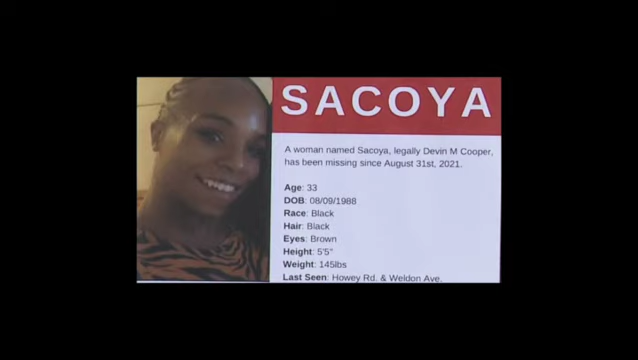 SACOYA
A woman named Sacoya, legally Devin M Cooper,
has been missing since August 31st, 2021.
Age: 33
DOB: 08/09/1988
Race: Black
Hair: Black
Eyes: Brown
Height: 5'5"
Weight: 145lbs
Last Seen: Howey Rd. & Weldon Ave.